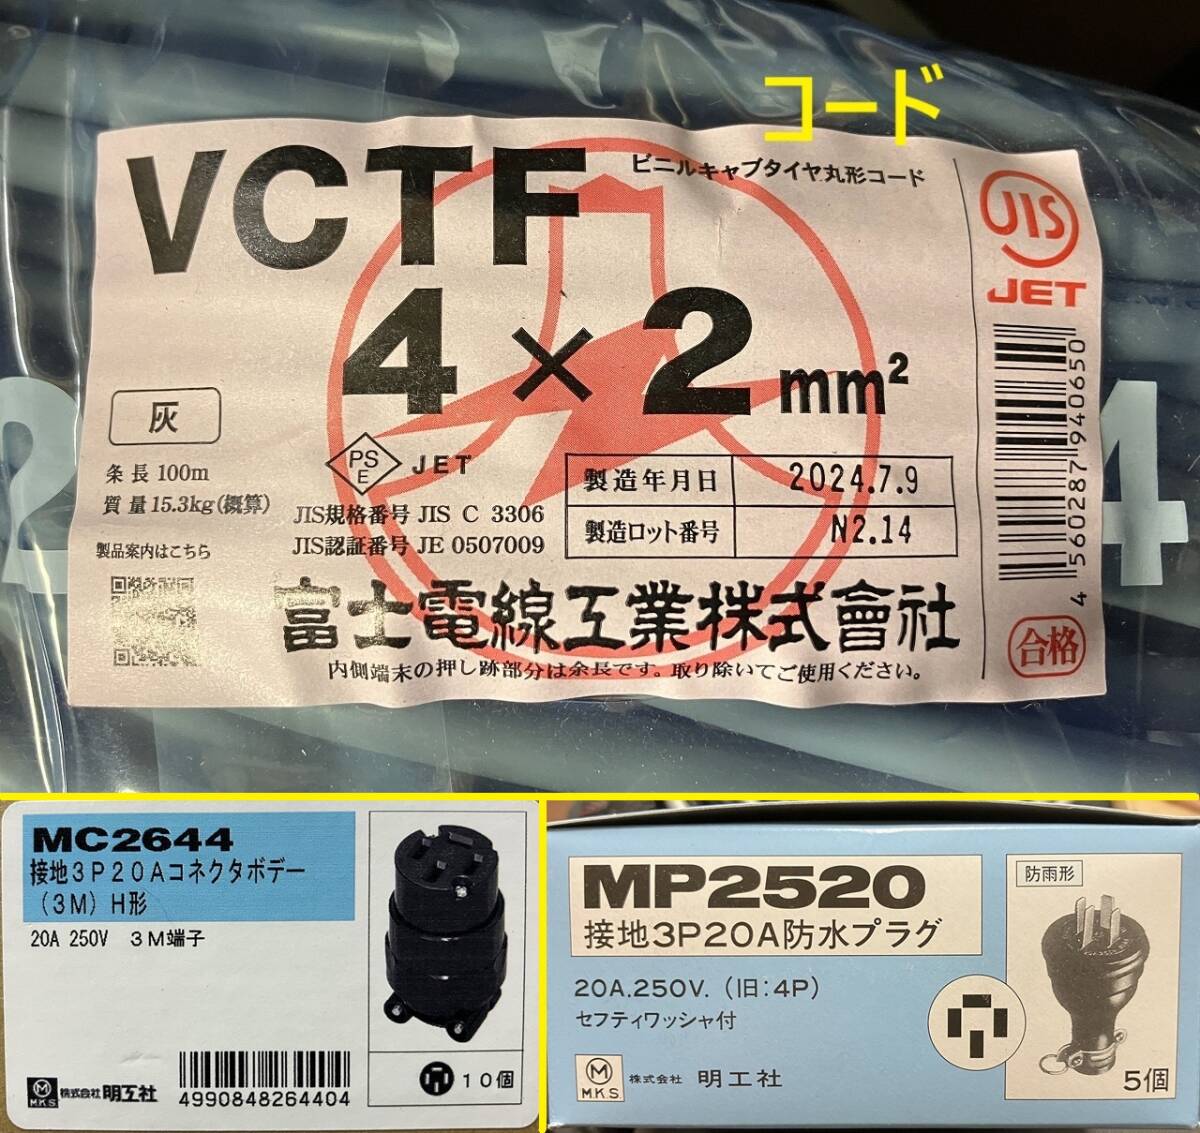 コード
VCTF
ビニルキャブタイヤ丸形コード
4×2mm²
灰
条長 100m
質量 15.3kg(概算)
製品案内はこちら
PS
E
JET
JIS規格番号 JIS C 3306
JIS認証番号 JE 0507009
製造年月日 2024.7.9
製造ロット番号 N2.14
富士電線工業株式會社
内側端末の押し跡部分は余長です。取り除いてご使用ください。
JIS
JET
4 560287 940650
合格
2
4
MC2644
接地3P20Aコネクタボデー
(3M) H形
20A 250V 3M端子
M
M.K.S
株式会社 明工社
4990848264404
10個
MP2520
接地3P20A防水プラグ
防雨形
20A.250V. (旧:4P)
セフティワッシャ付
M
M.K.S
株式会社 明工社
5個